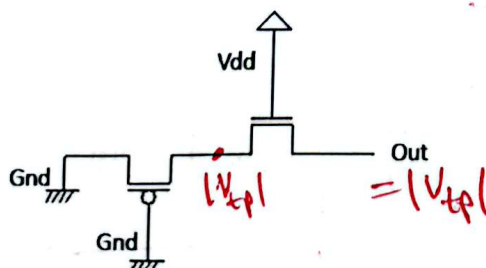 Vdd
Gnd
|Vtp|
Out
= |Vtp|
Gnd